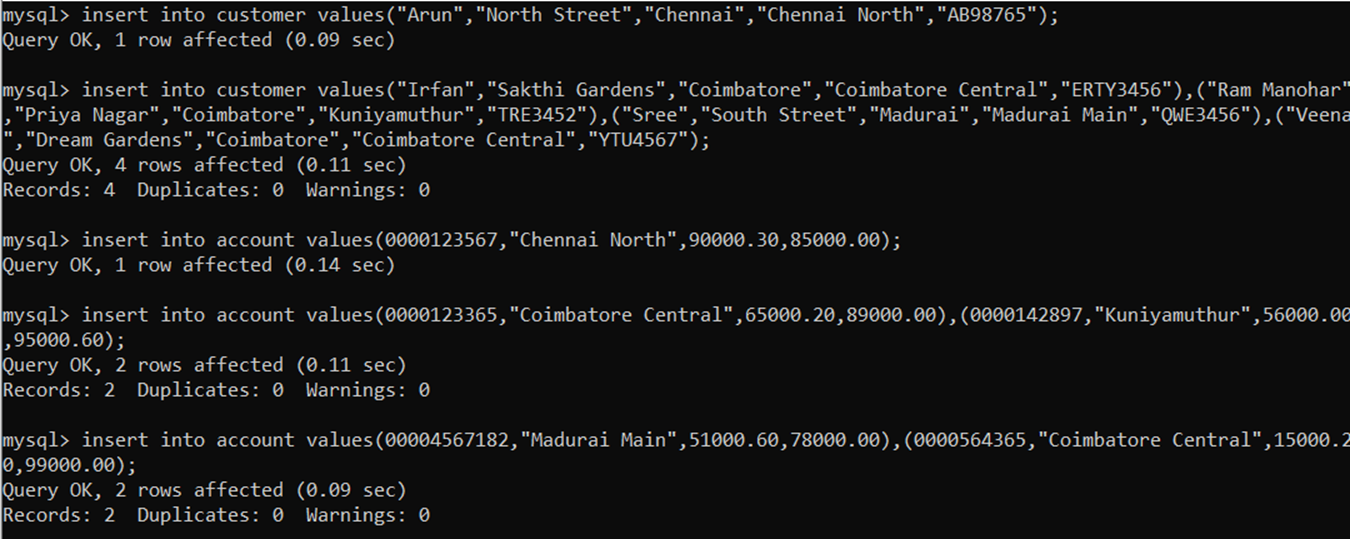 mysql> insert into customer values("Arun","North Street","Chennai","Chennai North","AB98765");
Query OK, 1 row affected (0.09 sec)
mysql> insert into customer values("Irfan","Sakthi Gardens","Coimbatore","Coimbatore Central","ERTY3456"),("Ram Manohar"
,"Priya Nagar","Coimbatore","Kuniyamuthur","TRE3452"),("Sree","South Street","Madurai","Madurai Main","QWE3456"),("Veena
","Dream Gardens","Coimbatore","Coimbatore Central","YTU4567");
Query OK, 4 rows affected (0.11 sec)
Records: 4  Duplicates: 0  Warnings: 0
mysql> insert into account values(0000123567,"Chennai North",90000.30,85000.00);
Query OK, 1 row affected (0.14 sec)
mysql> insert into account values(0000123365,"Coimbatore Central",65000.20,89000.00),(0000142897,"Kuniyamuthur",56000.00
,95000.60);
Query OK, 2 rows affected (0.11 sec)
Records: 2  Duplicates: 0  Warnings: 0
mysql> insert into account values(00004567182,"Madurai Main",51000.60,78000.00),(0000564365,"Coimbatore Central",15000.2
0,99000.00);
Query OK, 2 rows affected (0.09 sec)
Records: 2  Duplicates: 0  Warnings: 0